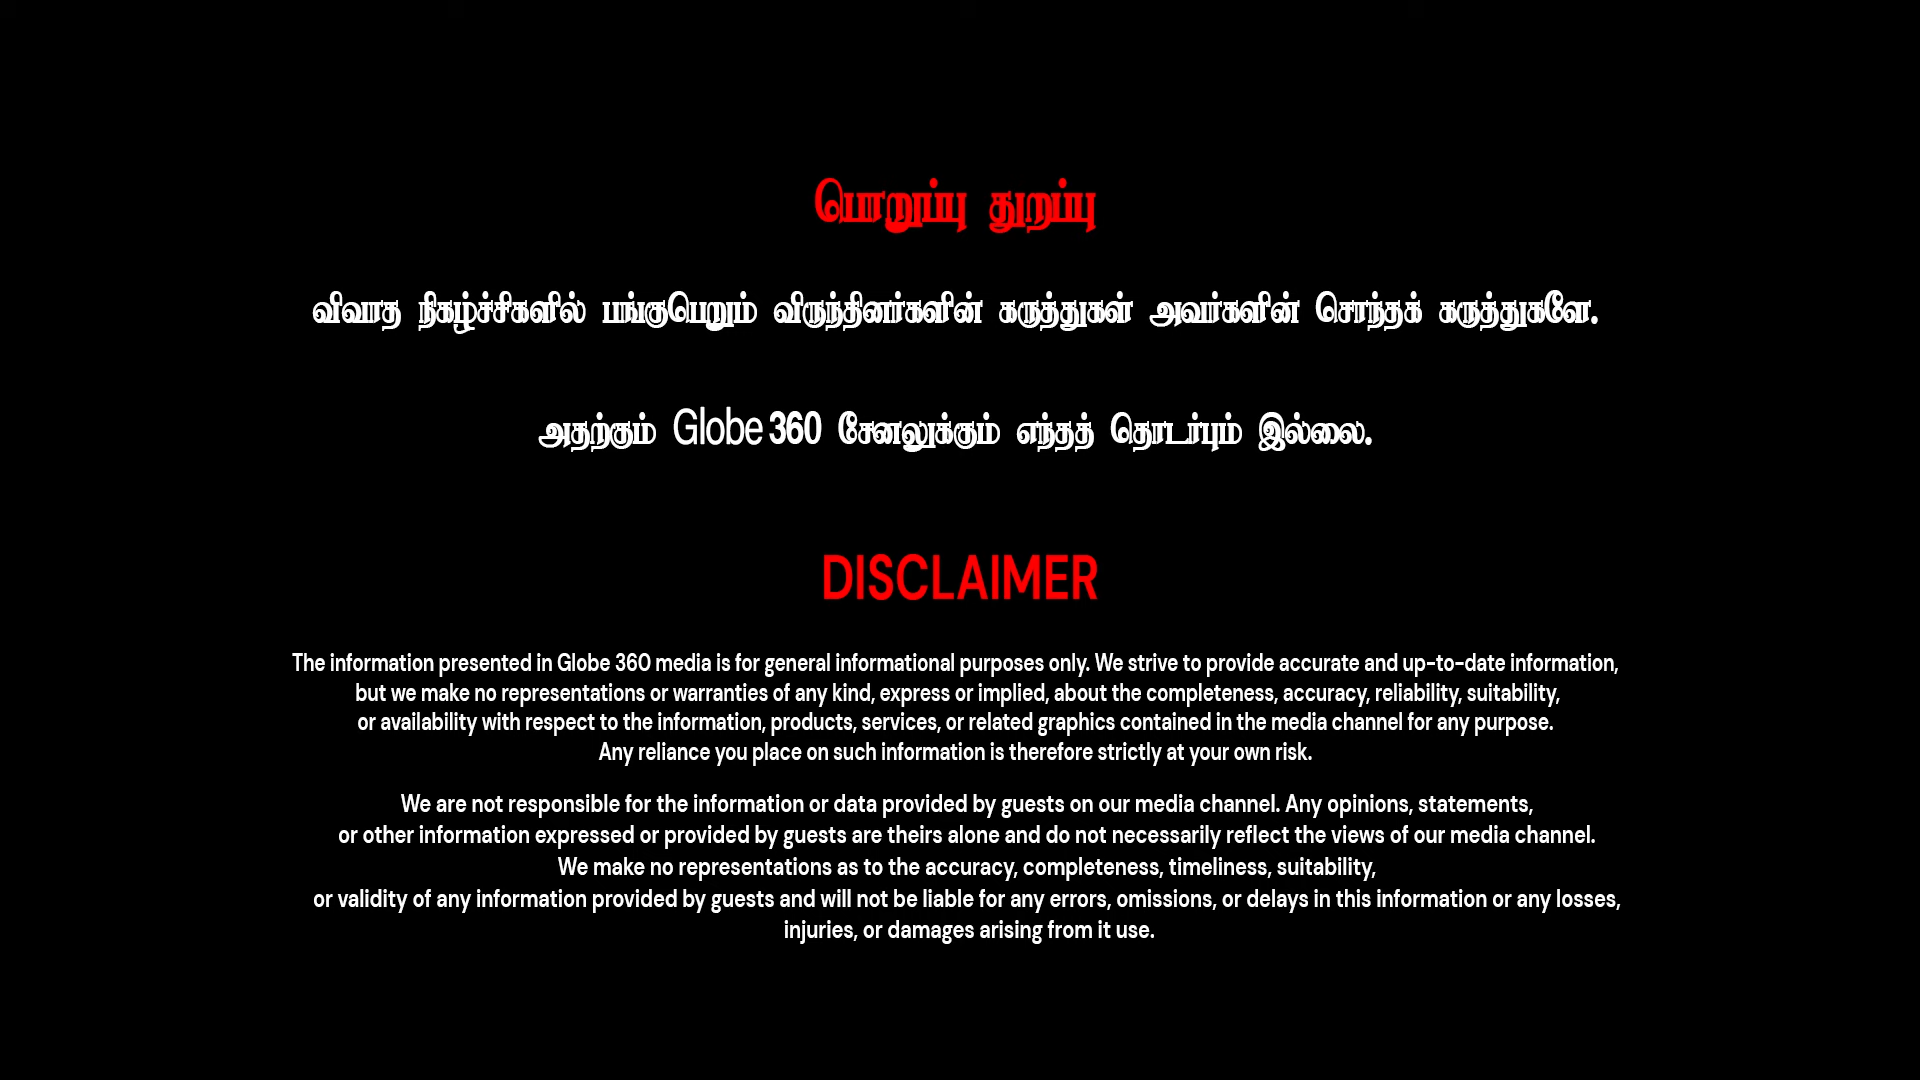 பொறுப்பு துறப்பு
விவாத நிகழ்ச்சிகளில் பங்குபெறும் விருந்தினர்களின் கருத்துகள் அவர்களின் சொந்தக் கருத்துகளே.
அதற்கும் Globe 360 சேனலுக்கும் எந்தத் தொடர்பும் இல்லை.
DISCLAIMER
The information presented in Globe 360 media is for general informational purposes only. We strive to provide accurate and up-to-date information,
but we make no representations or warranties of any kind, express or implied, about the completeness, accuracy, reliability, suitability,
or availability with respect to the information, products, services, or related graphics contained in the media channel for any purpose.
Any reliance you place on such information is therefore strictly at your own risk.
We are not responsible for the information or data provided by guests on our media channel. Any opinions, statements,
or other information expressed or provided by guests are theirs alone and do not necessarily reflect the views of our media channel.
We make no representations as to the accuracy, completeness, timeliness, suitability,
or validity of any information provided by guests and will not be liable for any errors, omissions, or delays in this information or any losses,
injuries, or damages arising from it use.